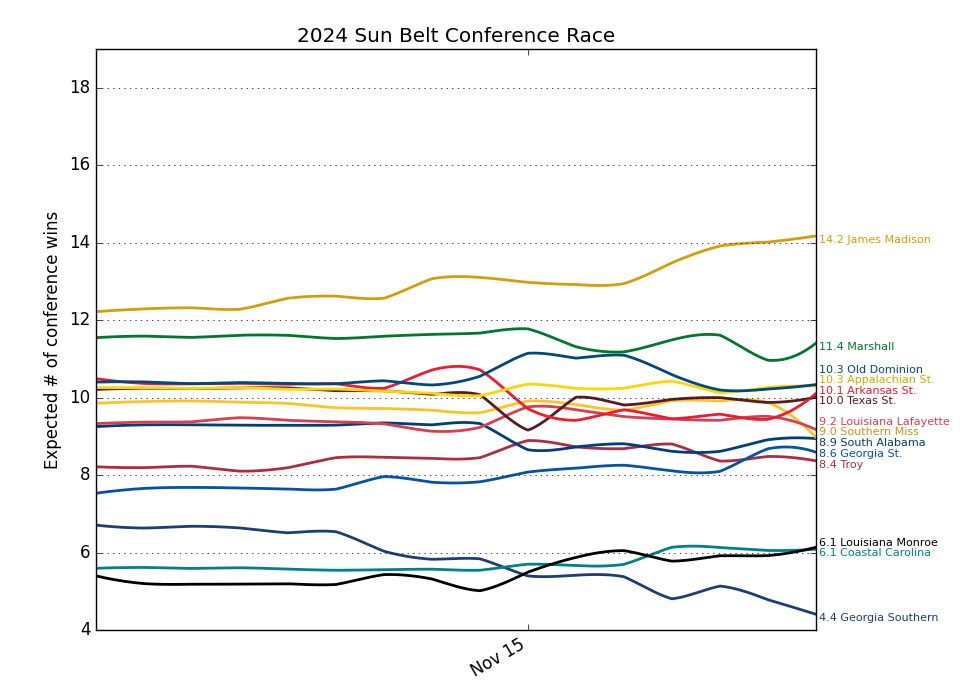 2024 Sun Belt Conference Race
Expected # of conference wins
18
16
14
12
10
8
6
4
Nov 15
14.2 James Madison
11.4 Marshall
10.3 Old Dominion
10.3 Appalachian St.
10.1 Arkansas St.
10.0 Texas St.
9.2 Louisiana Lafayette
9.0 Southern Miss
8.9 South Alabama
8.6 Georgia St.
8.4 Troy
6.1 Louisiana Monroe
6.1 Coastal Carolina
4.4 Georgia Southern